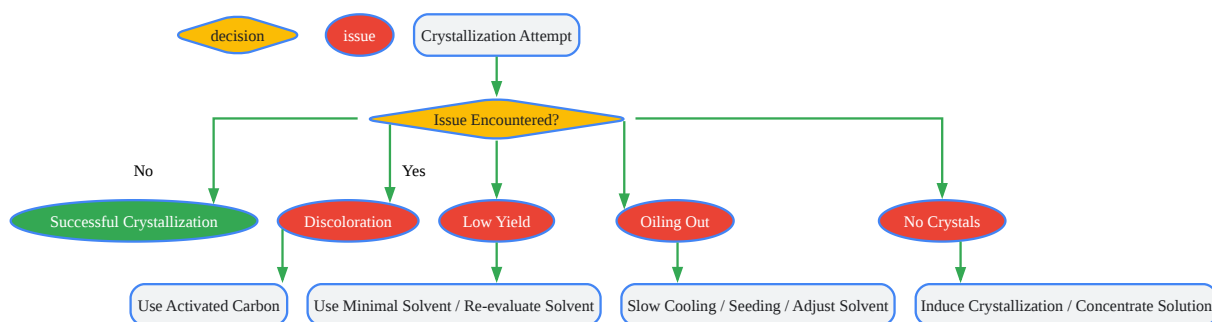 decision
issue
Crystallization Attempt
Issue Encountered?
No
Yes
Successful Crystallization
Discoloration
Low Yield
Oiling Out
No Crystals
Use Activated Carbon
Use Minimal Solvent / Re-evaluate Solvent
Slow Cooling / Seeding / Adjust Solvent
Induce Crystallization / Concentrate Solution